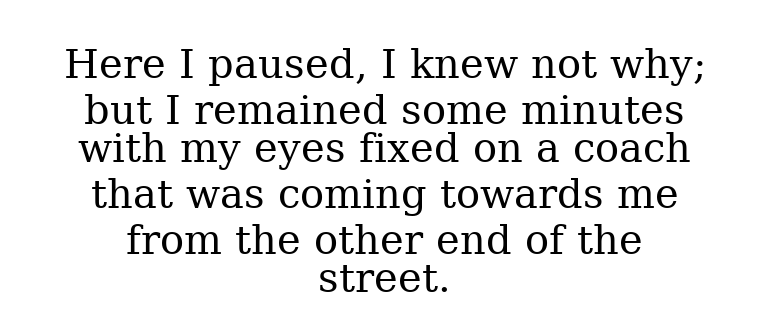 Here I paused, I knew not why;
but I remained some minutes
with my eyes fixed on a coach
that was coming towards me
from the other end of the
street.